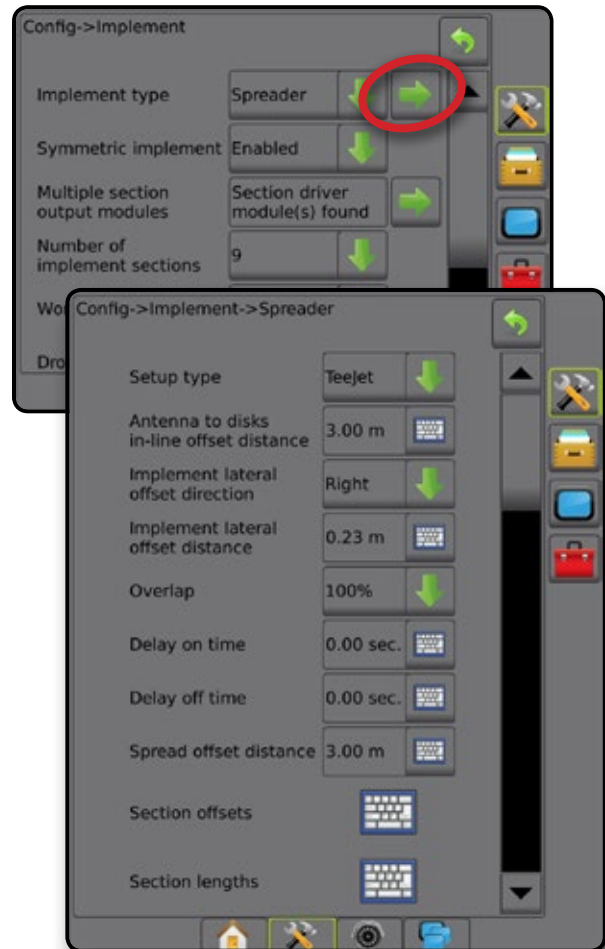 Config->Implement
Implement type
Spreader
Symmetric implement
Enabled
Multiple section
output modules
Section driver
module(s) found
Number of
implement sections
9
Wo
Dro
Config->Implement->Spreader
Setup type
TeeJet
Antenna to disks
in-line offset distance
3.00 m
Implement lateral
offset direction
Right
Implement lateral
offset distance
0.23 m
Overlap
100%
Delay on time
0.00 sec.
Delay off time
0.00 sec.
Spread offset distance
3.00 m
Section offsets
Section lengths